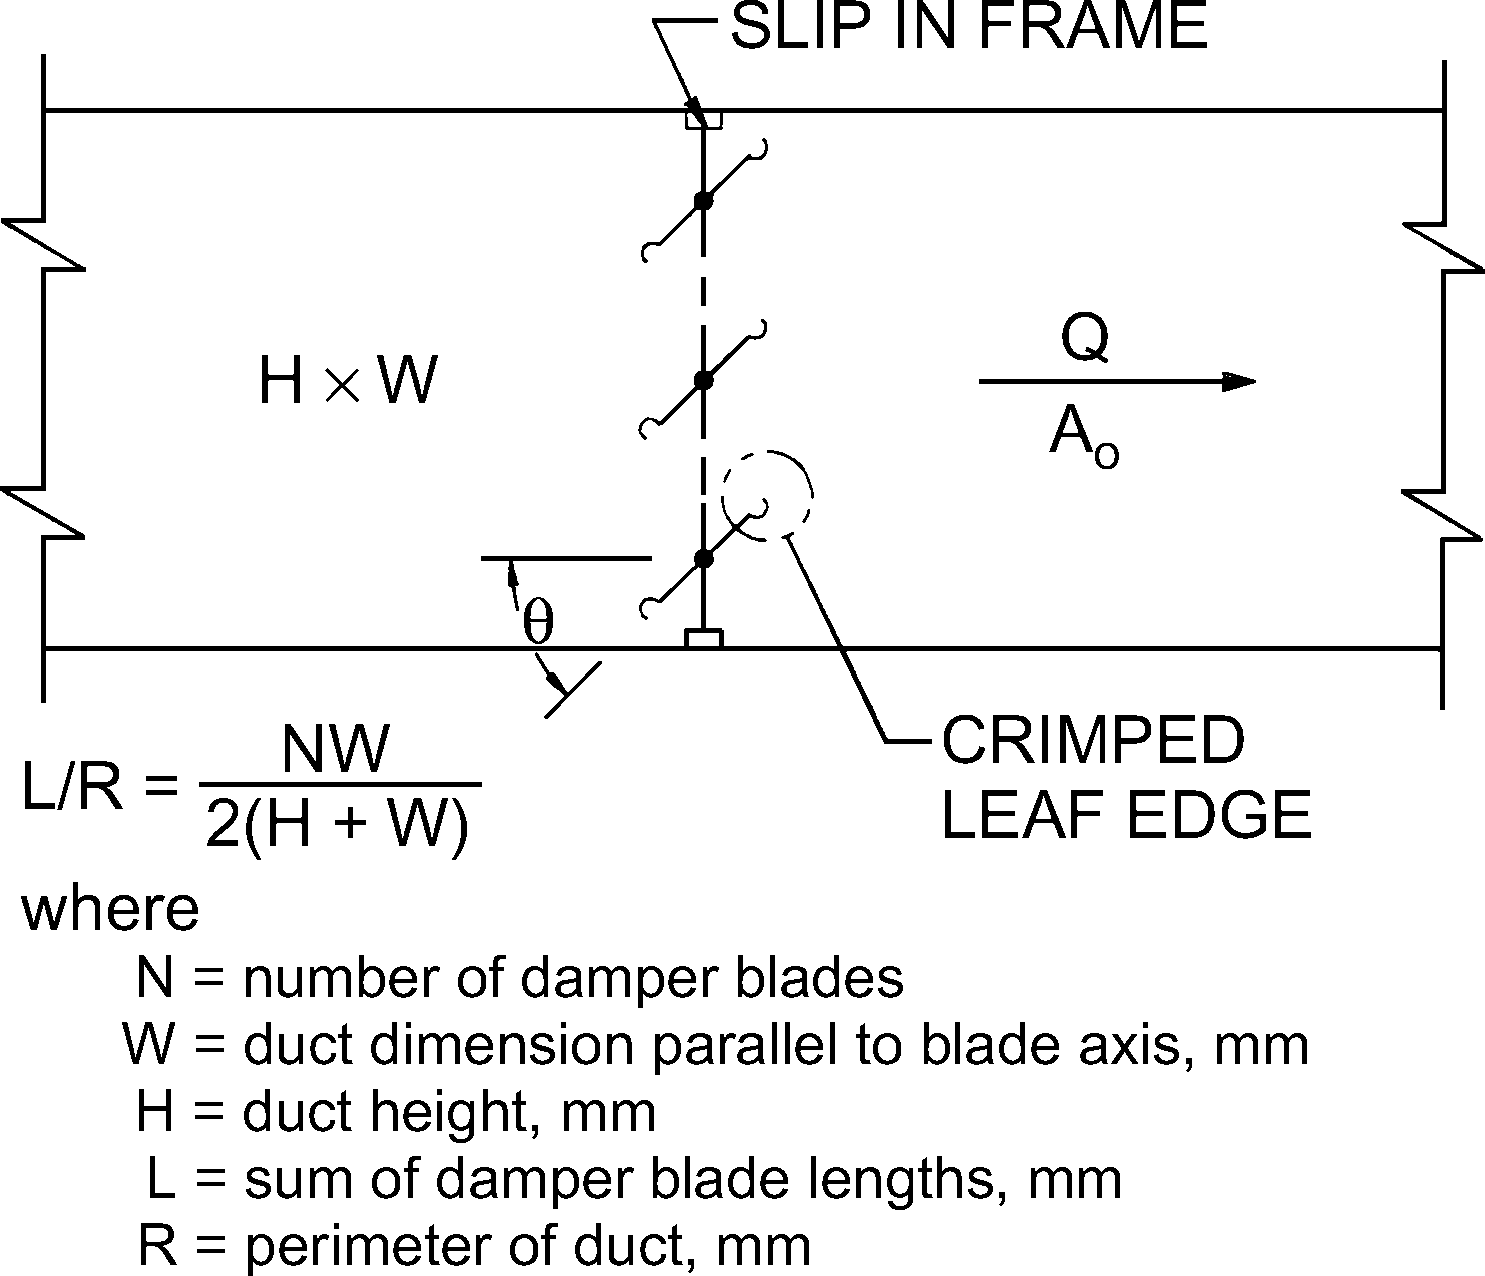 SLIP IN FRAME
H × W
Q
Ao
θ
CRIMPED
LEAF EDGE
L/R = NW / 2(H + W)
where
N = number of damper blades
W = duct dimension parallel to blade axis, mm
H = duct height, mm
L = sum of damper blade lengths, mm
R = perimeter of duct, mm